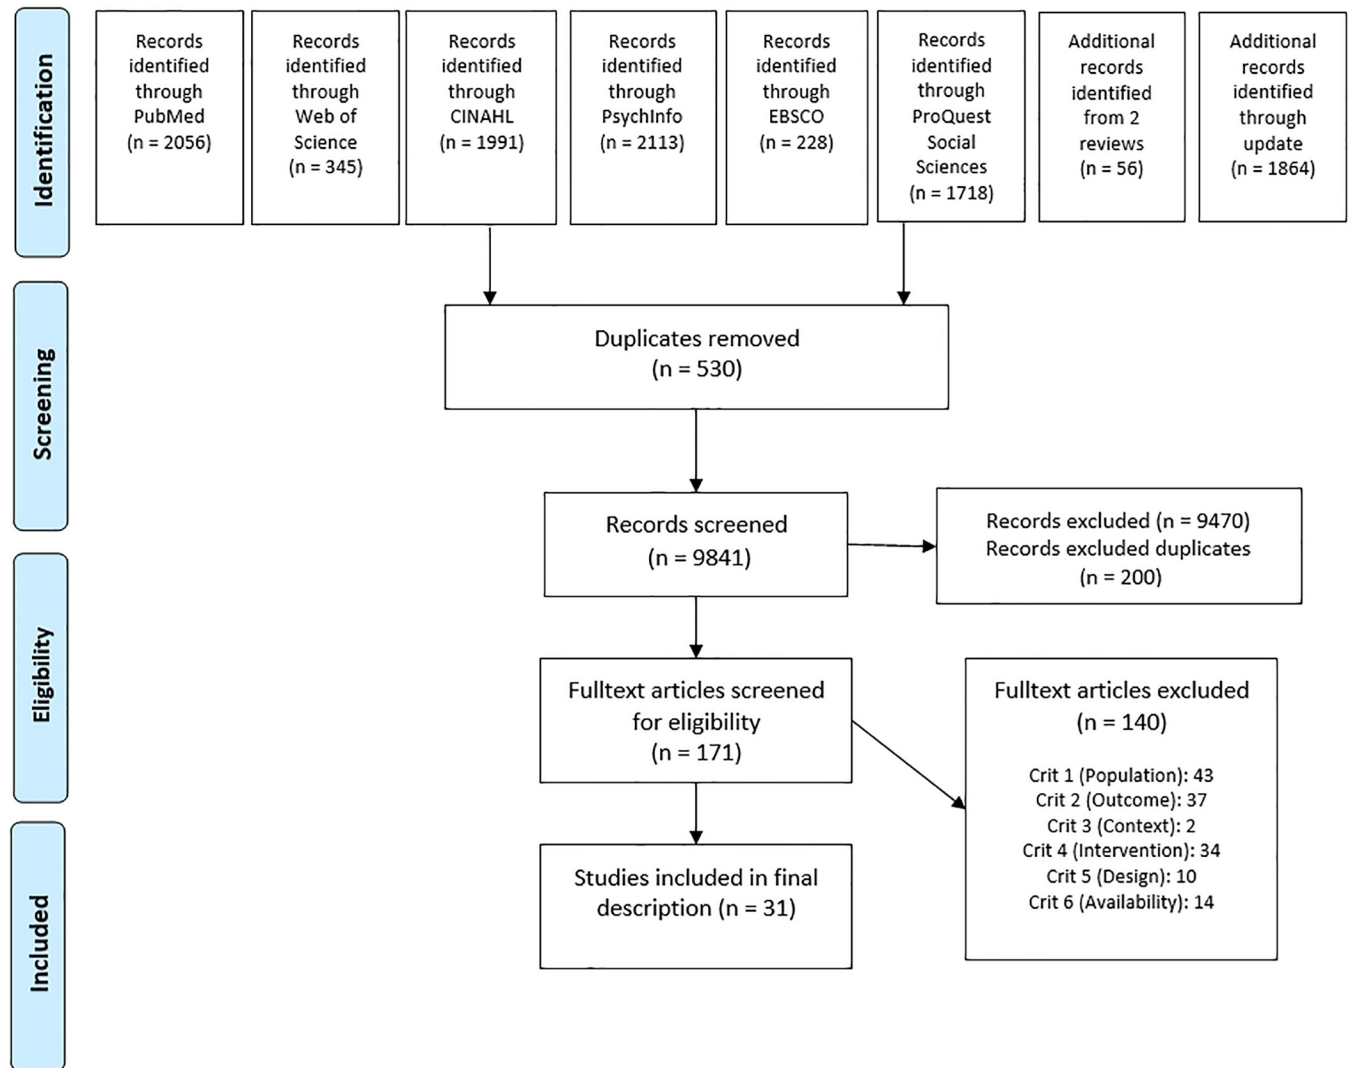 Identification
Records
identified
through
PubMed
(n = 2056)
Records
identified
through
Web of
Science
(n = 345)
Records
identified
through
CINAHL
(n = 1991)
Records
identified
through
PsychInfo
(n = 2113)
Records
identified
through
EBSCO
(n = 228)
Records
identified
through
ProQuest
Social
Sciences
(n = 1718)
Additional
records
identified
from 2
reviews
(n = 56)
Additional
records
identified
through
update
(n = 1864)
Screening
Duplicates removed
(n = 530)
Records screened
(n = 9841)
Records excluded (n = 9470)
Records excluded duplicates
(n = 200)
Eligibility
Fulltext articles screened
for eligibility
(n = 171)
Fulltext articles excluded
(n = 140)
Crit 1 (Population): 43
Crit 2 (Outcome): 37
Crit 3 (Context): 2
Crit 4 (Intervention): 34
Crit 5 (Design): 10
Crit 6 (Availability): 14
Included
Studies included in final
description (n = 31)